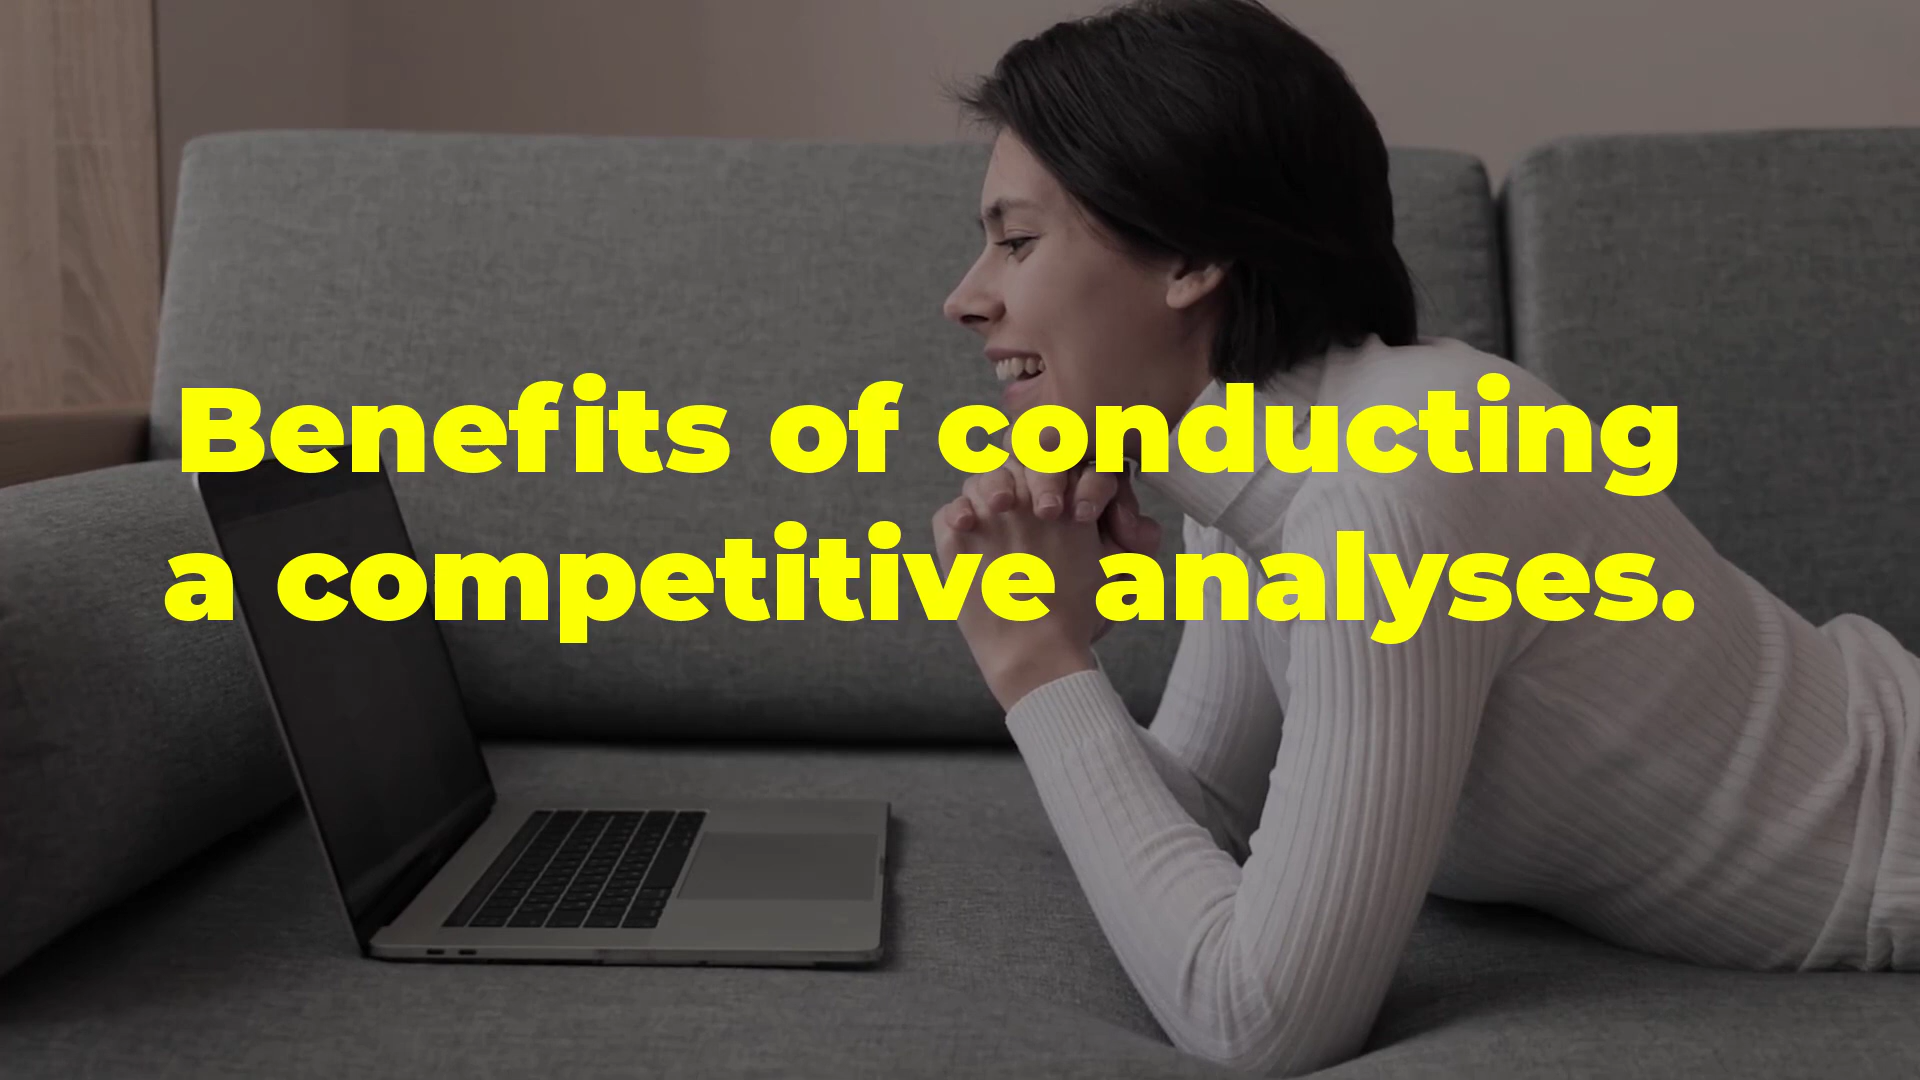 Benefits of conducting
a competitive analyses.